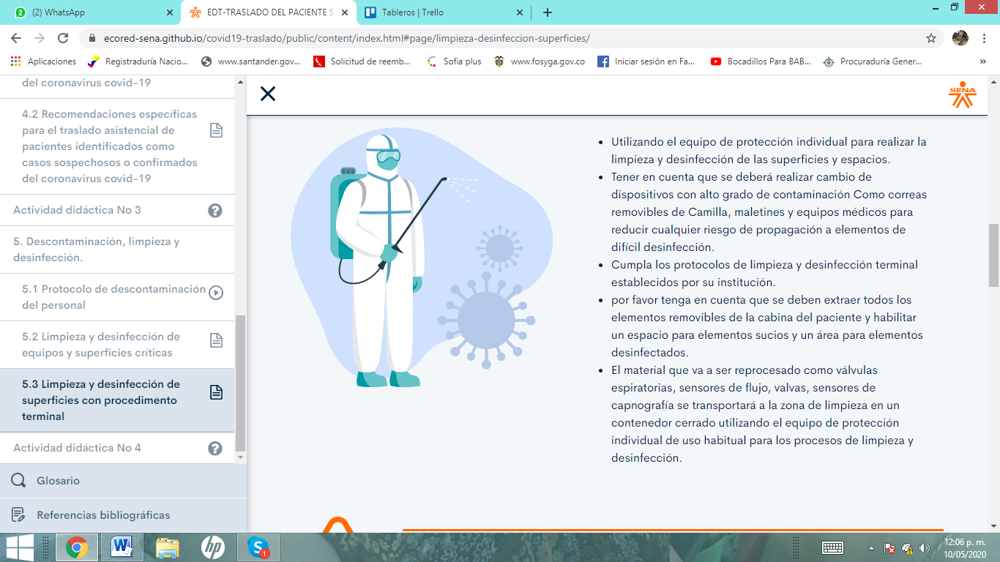 (2) WhatsApp
EDT-TRASLADO DEL PACIENTE S
Tableros | Trello
ecored-sena.github.io/covid19-traslado/public/content/index.html#page/limpieza-desinfeccion-superficies/
Aplicaciones
Registraduría Nacio...
www.santander.gov...
Solicitud de reemb...
Sofia plus
www.fosyga.gov.co
Iniciar sesión en Fa...
Bocadillos Para BAB...
Procuraduría Gener...
»
del coronavirus covid-19
4.2 Recomendaciones específicas
para el traslado asistencial de
pacientes identificados como
casos sospechosos o confirmados
del coronavirus covid-19
Actividad didáctica No 3
5. Descontaminación, limpieza y
desinfección.
5.1 Protocolo de descontaminación
del personal
5.2 Limpieza y desinfección de
equipos y superficies críticas
5.3 Limpieza y desinfección de
superficies con procedimento
terminal
Actividad didáctica No 4
Glosario
Referencias bibliográficas
SENA
• Utilizando el equipo de protección individual para realizar la
limpieza y desinfección de las superficies y espacios.
• Tener en cuenta que se deberá realizar cambio de
dispositivos con alto grado de contaminación Como correas
removibles de Camilla, maletines y equipos médicos para
reducir cualquier riesgo de propagación a elementos de
difícil desinfección.
• Cumpla los protocolos de limpieza y desinfección terminal
establecidos por su institución.
• por favor tenga en cuenta que se deben extraer todos los
elementos removibles de la cabina del paciente y habilitar
un espacio para elementos sucios y un área para elementos
desinfectados.
• El material que va a ser reprocesado como válvulas
espiratorias, sensores de flujo, valvas, sensores de
capnografía se transportará a la zona de limpieza en un
contenedor cerrado utilizando el equipo de protección
individual de uso habitual para los procesos de limpieza y
desinfección.
12:06 p. m.
10/05/2020